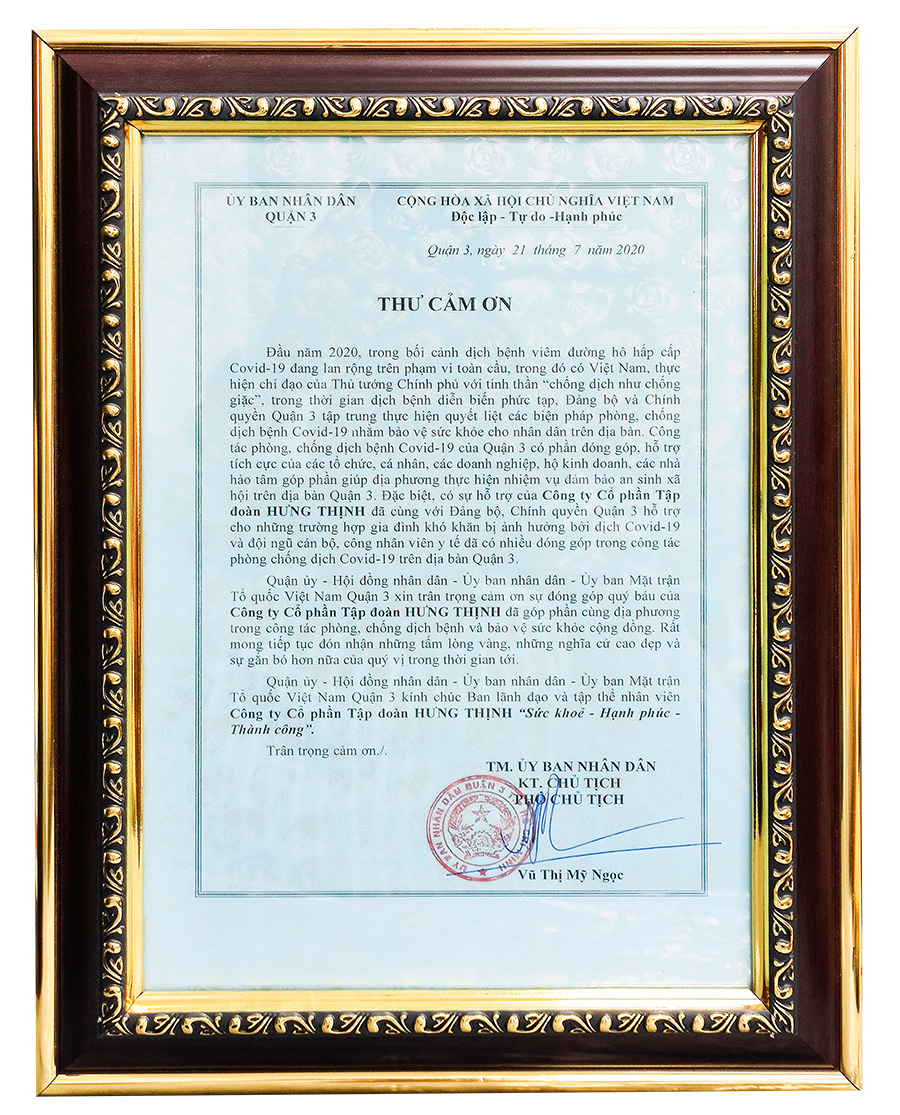 ỦY BAN NHÂN DÂN
QUẬN 3
CỘNG HÒA XÃ HỘI CHỦ NGHĨA VIỆT NAM
Độc lập - Tự do -Hạnh phúc
Quận 3, ngày 21 tháng 7 năm 2020
THƯ CẢM ƠN
Đầu năm 2020, trong bối cảnh dịch bệnh viêm đường hô hấp cấp
Covid-19 đang lan rộng trên phạm vi toàn cầu, trong đó có Việt Nam, thực
hiện chỉ đạo của Thủ tướng Chính phủ với tinh thần “chống dịch như chống
giặc”, trong thời gian dịch bệnh diễn biến phức tạp, Đảng bộ và Chính
quyền Quận 3 tập trung thực hiện quyết liệt các biện pháp phòng, chống
dịch bệnh Covid-19 nhằm bảo vệ sức khỏe cho nhân dân trên địa bàn. Công
tác phòng, chống dịch bệnh Covid-19 của Quận 3 có phần đóng góp, hỗ trợ
tích cực của các tổ chức, cá nhân, các doanh nghiệp, hộ kinh doanh, các nhà
hảo tâm góp phần giúp địa phương thực hiện nhiệm vụ đảm bảo an sinh xã
hội trên địa bàn Quận 3. Đặc biệt, có sự hỗ trợ của Công ty Cổ phần Tập
đoàn HƯNG THỊNH đã cùng với Đảng bộ, Chính quyền Quận 3 hỗ trợ
cho những trường hợp gia đình khó khăn bị ảnh hưởng bởi dịch Covid-19
và đội ngũ cán bộ, công nhân viên y tế đã có nhiều đóng góp trong công tác
phòng chống dịch Covid-19 trên địa bàn Quận 3.
Quận ủy - Hội đồng nhân dân - Ủy ban nhân dân - Ủy ban Mặt trận
Tổ quốc Việt Nam Quận 3 xin trân trọng cảm ơn sự đóng góp quý báu của
Công ty Cổ phần Tập đoàn HƯNG THỊNH đã góp phần cùng địa phương
trong công tác phòng, chống dịch bệnh và bảo vệ sức khỏe cộng đồng. Rất
mong tiếp tục đón nhận những tấm lòng vàng, những nghĩa cử cao đẹp và
sự gắn bó hơn nữa của quý vị trong thời gian tới.
Quận ủy - Hội đồng nhân dân - Ủy ban nhân dân - Ủy ban Mặt trận
Tổ quốc Việt Nam Quận 3 kính chúc Ban lãnh đạo và tập thể nhân viên
Công ty Cổ phần Tập đoàn HƯNG THỊNH “Sức khoẻ - Hạnh phúc -
Thành công”.
Trân trọng cảm ơn./.
TM. ỦY BAN NHÂN DÂN
KT. CHỦ TỊCH
PHÓ CHỦ TỊCH
ỦY BAN NHÂN DÂN QUẬN 3
Vũ Thị Mỹ Ngọc